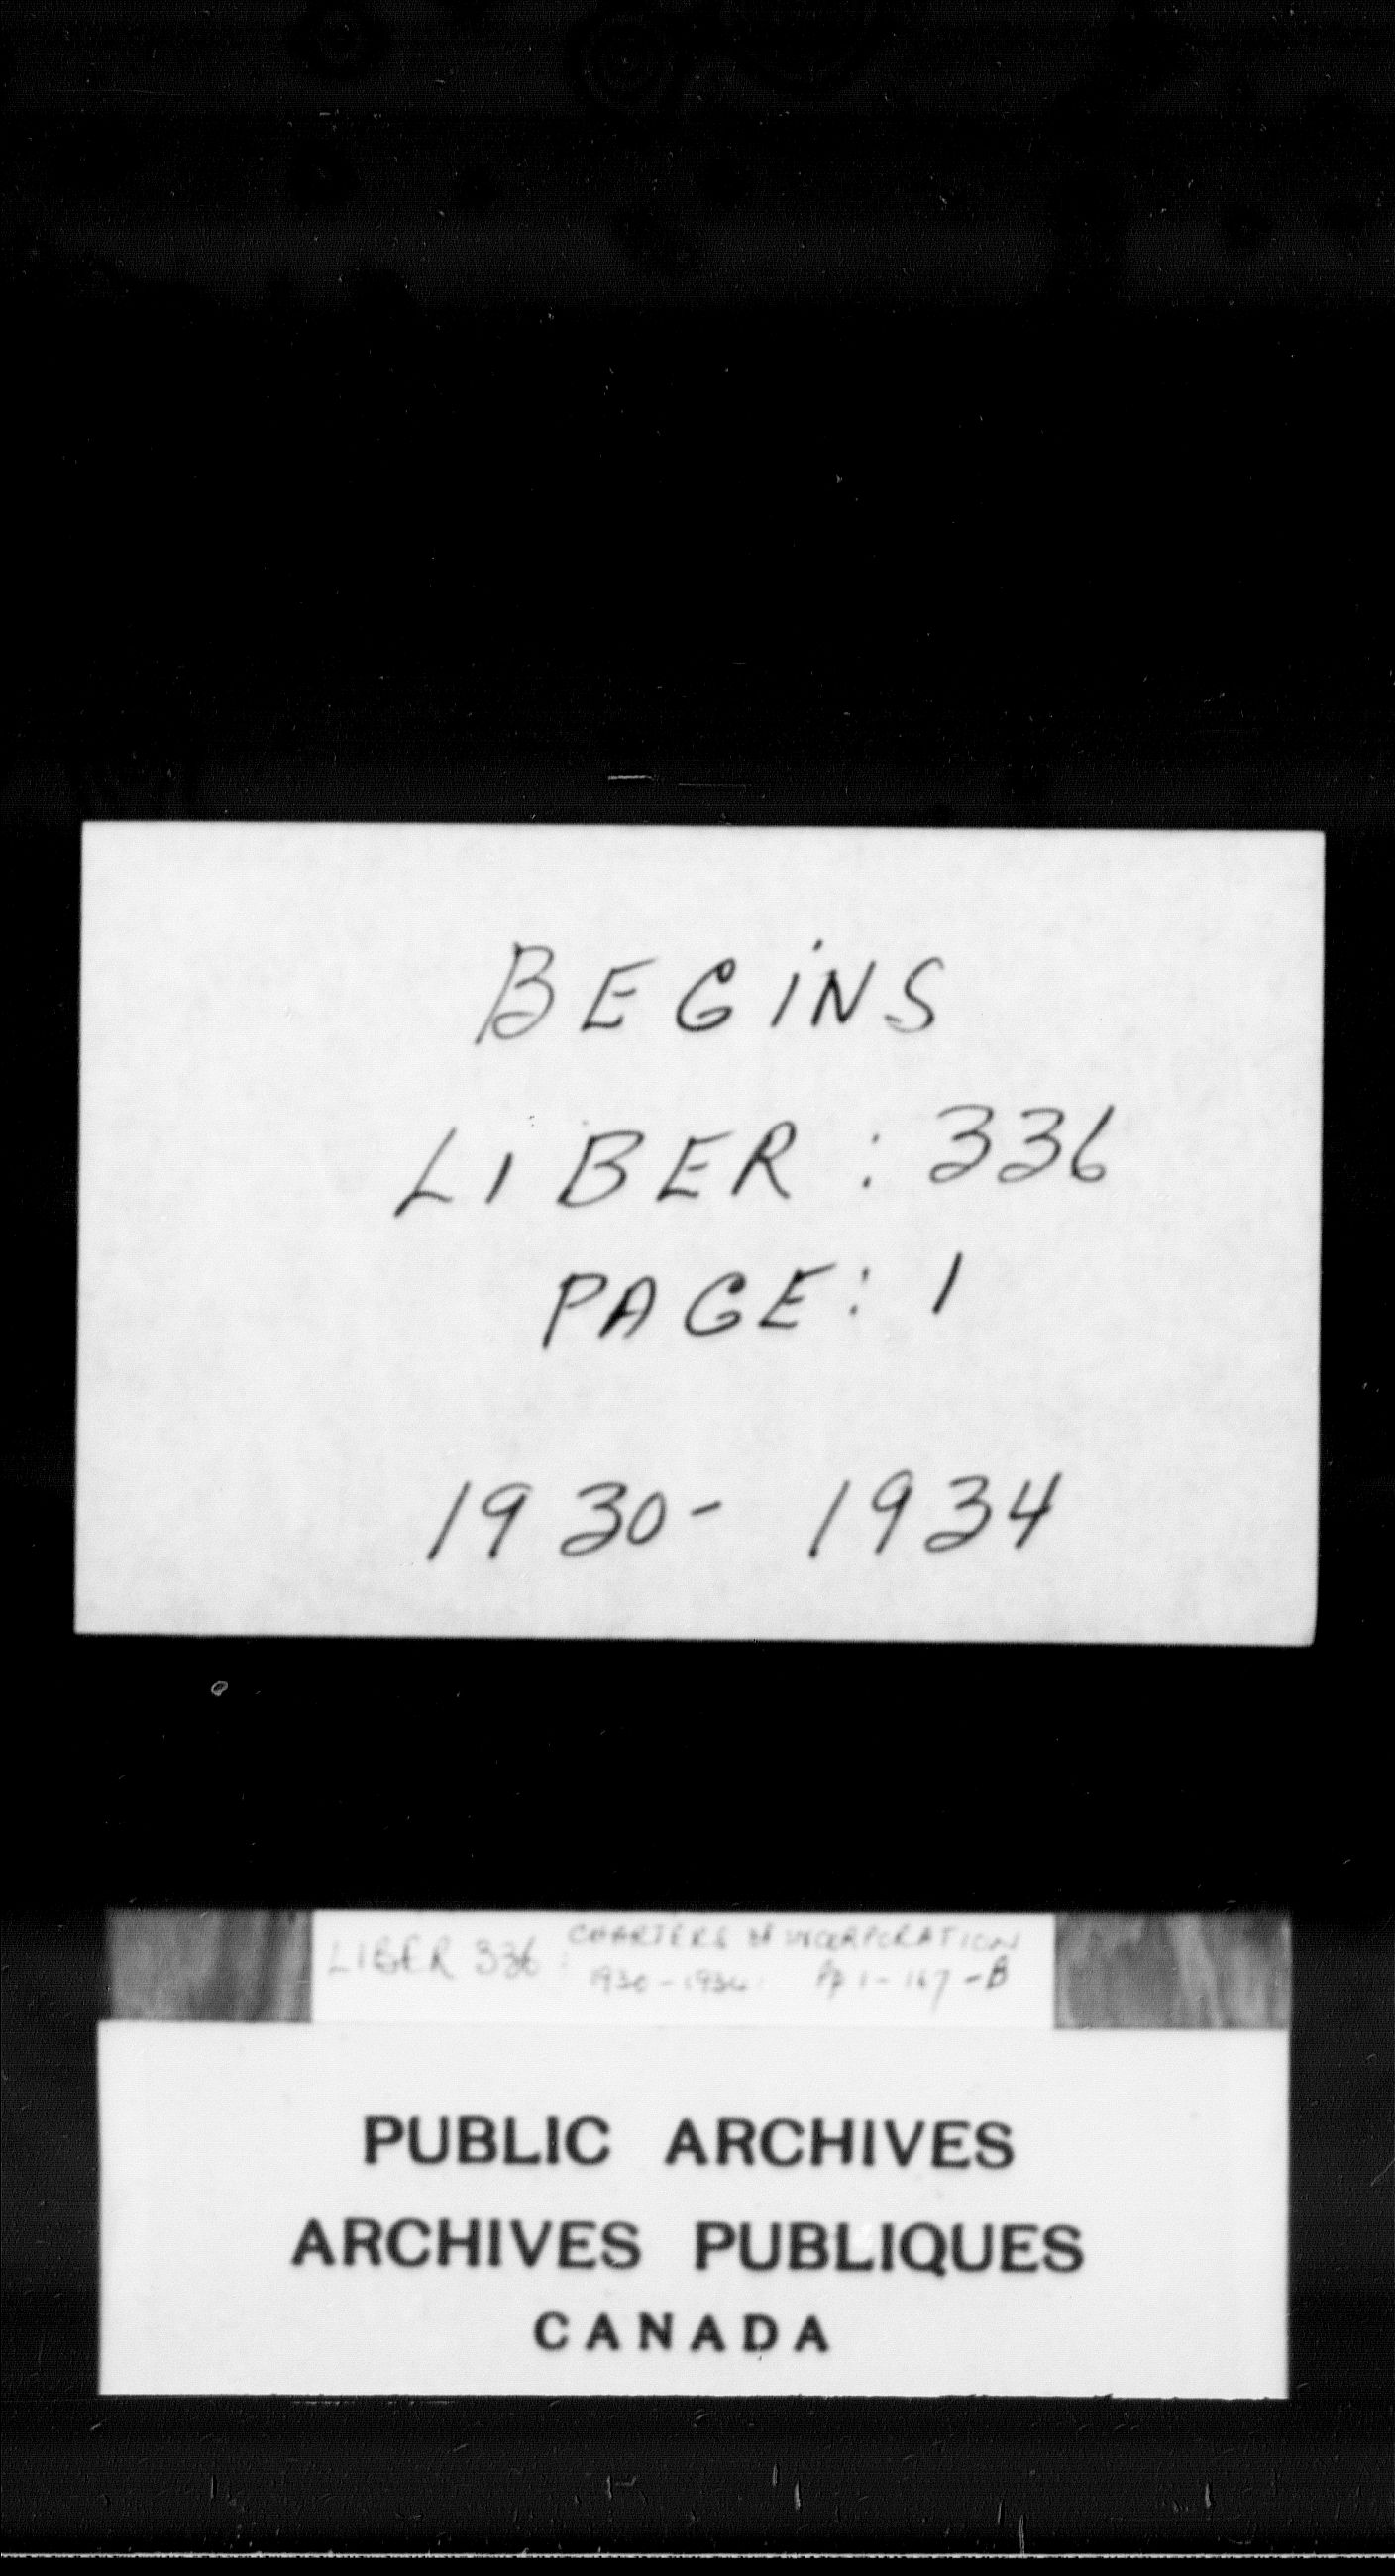 BEGINS
LIBER : 336
PAGE : 1
1930 - 1934
LIBER 336 : CHARTERS OF INCORPORATION
1930 - 1934 Pp 1 - 167 - B
PUBLIC ARCHIVES
ARCHIVES PUBLIQUES
CANADA